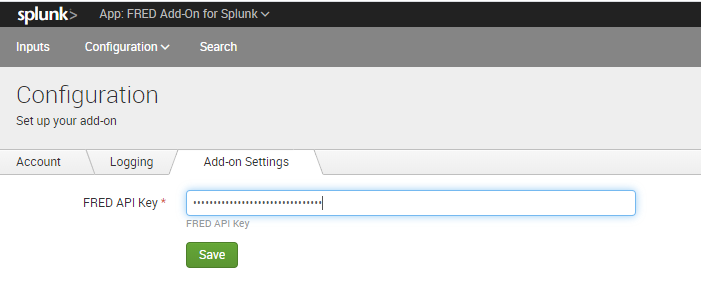 splunk> App: FRED Add-On for Splunk
Inputs Configuration Search
Configuration
Set up your add-on
Account Logging Add-on Settings
FRED API Key * ••••••••••••••••••••••••••••••••
FRED API Key
Save